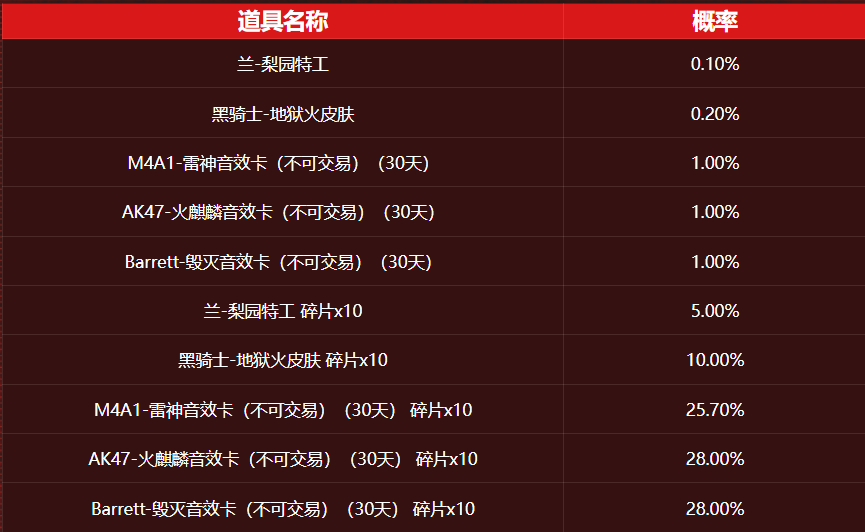 道具名称 概率
兰-梨园特工 0.10%
黑骑士-地狱火皮肤 0.20%
M4A1-雷神音效卡（不可交易）（30天） 1.00%
AK47-火麒麟音效卡（不可交易）（30天） 1.00%
Barrett-毁灭音效卡（不可交易）（30天） 1.00%
兰-梨园特工 碎片x10 5.00%
黑骑士-地狱火皮肤 碎片x10 10.00%
M4A1-雷神音效卡（不可交易）（30天） 碎片x10 25.70%
AK47-火麒麟音效卡（不可交易）（30天） 碎片x10 28.00%
Barrett-毁灭音效卡（不可交易）（30天） 碎片x10 28.00%